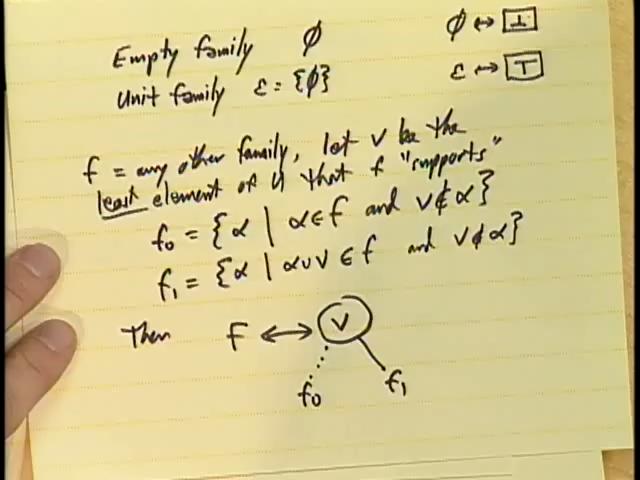 Empty family ∅ ∅ ↔ ⊥
Unit family ε = {∅} ε ↔ ⊤
f = any other family, let v be the
least element of U that f "supports"
f₀ = {α | α ∈ f and v ∉ α}
f₁ = {α | α ∪ v ∈ f and v ∉ α}
Then f ↔ v
f₀ f₁